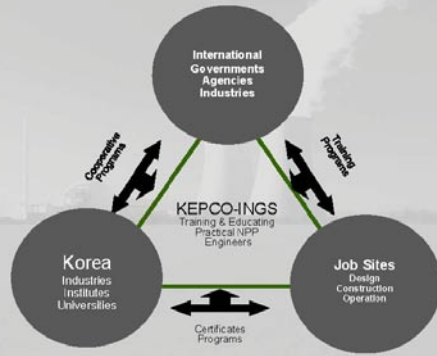 International
Governments
Agencies
Industries
Cooperative
Programs
Training
Programs
KEPCO-INGS
Training & Educating
Practical NPP
Engineers
Korea
Industries
Institutes
Universities
Job Sites
Design
Construction
Operation
Certificates
Programs